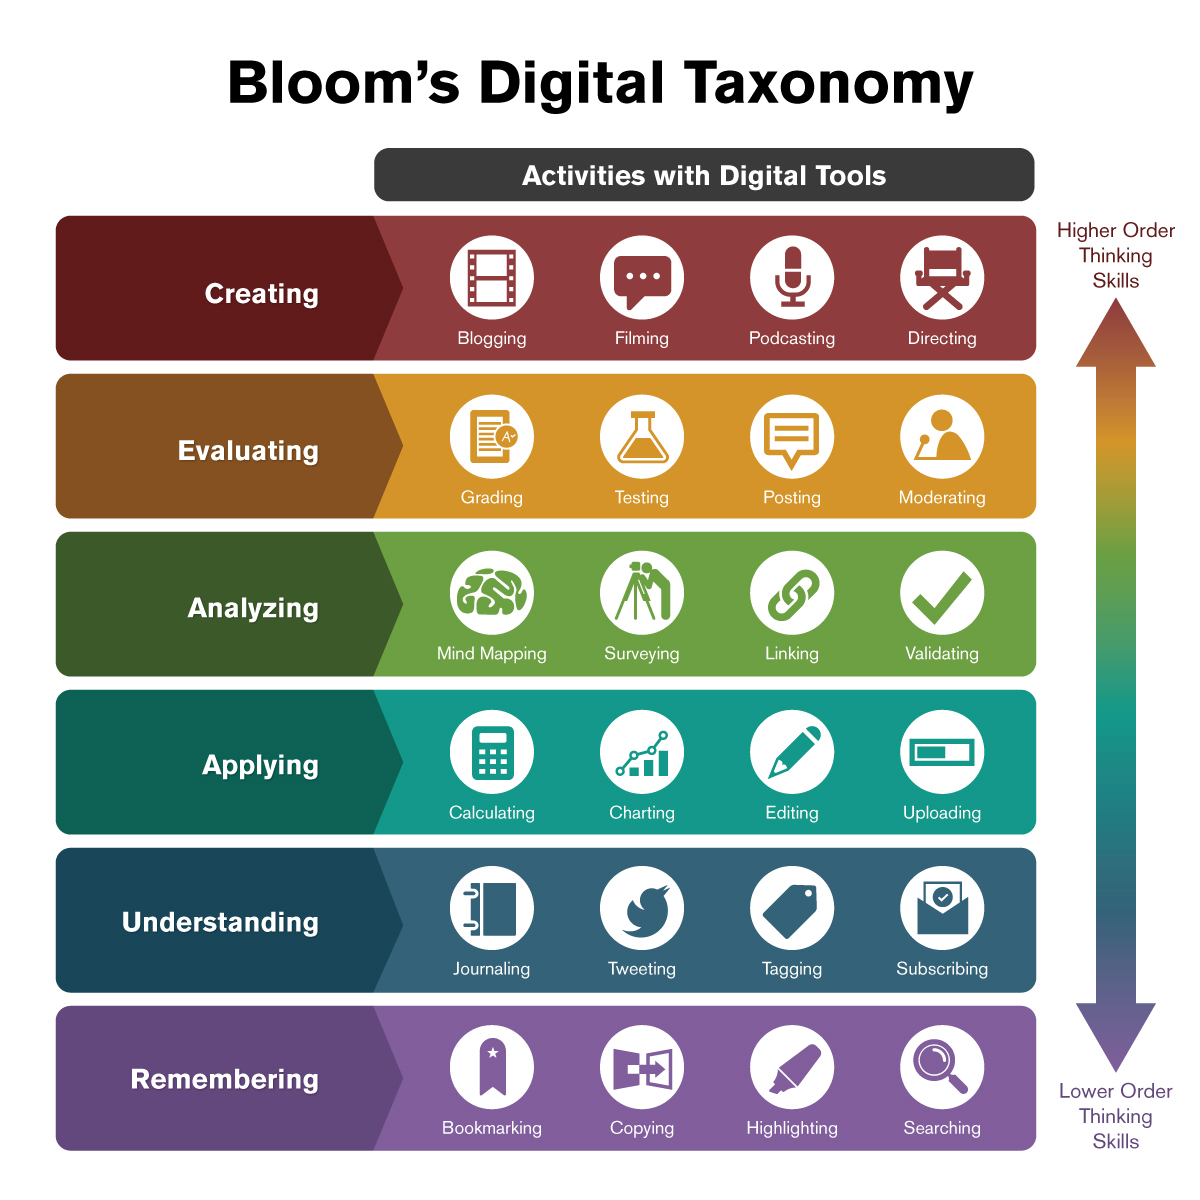 Bloom's Digital Taxonomy
Activities with Digital Tools
Higher Order
Thinking
Skills
Creating
Blogging
Filming
Podcasting
Directing
Evaluating
A✓
Grading
Testing
Posting
Moderating
Analyzing
Mind Mapping
Surveying
Linking
Validating
Applying
Calculating
Charting
Editing
Uploading
Understanding
Journaling
Tweeting
Tagging
Subscribing
Remembering
Bookmarking
Copying
Highlighting
Searching
Lower Order
Thinking
Skills